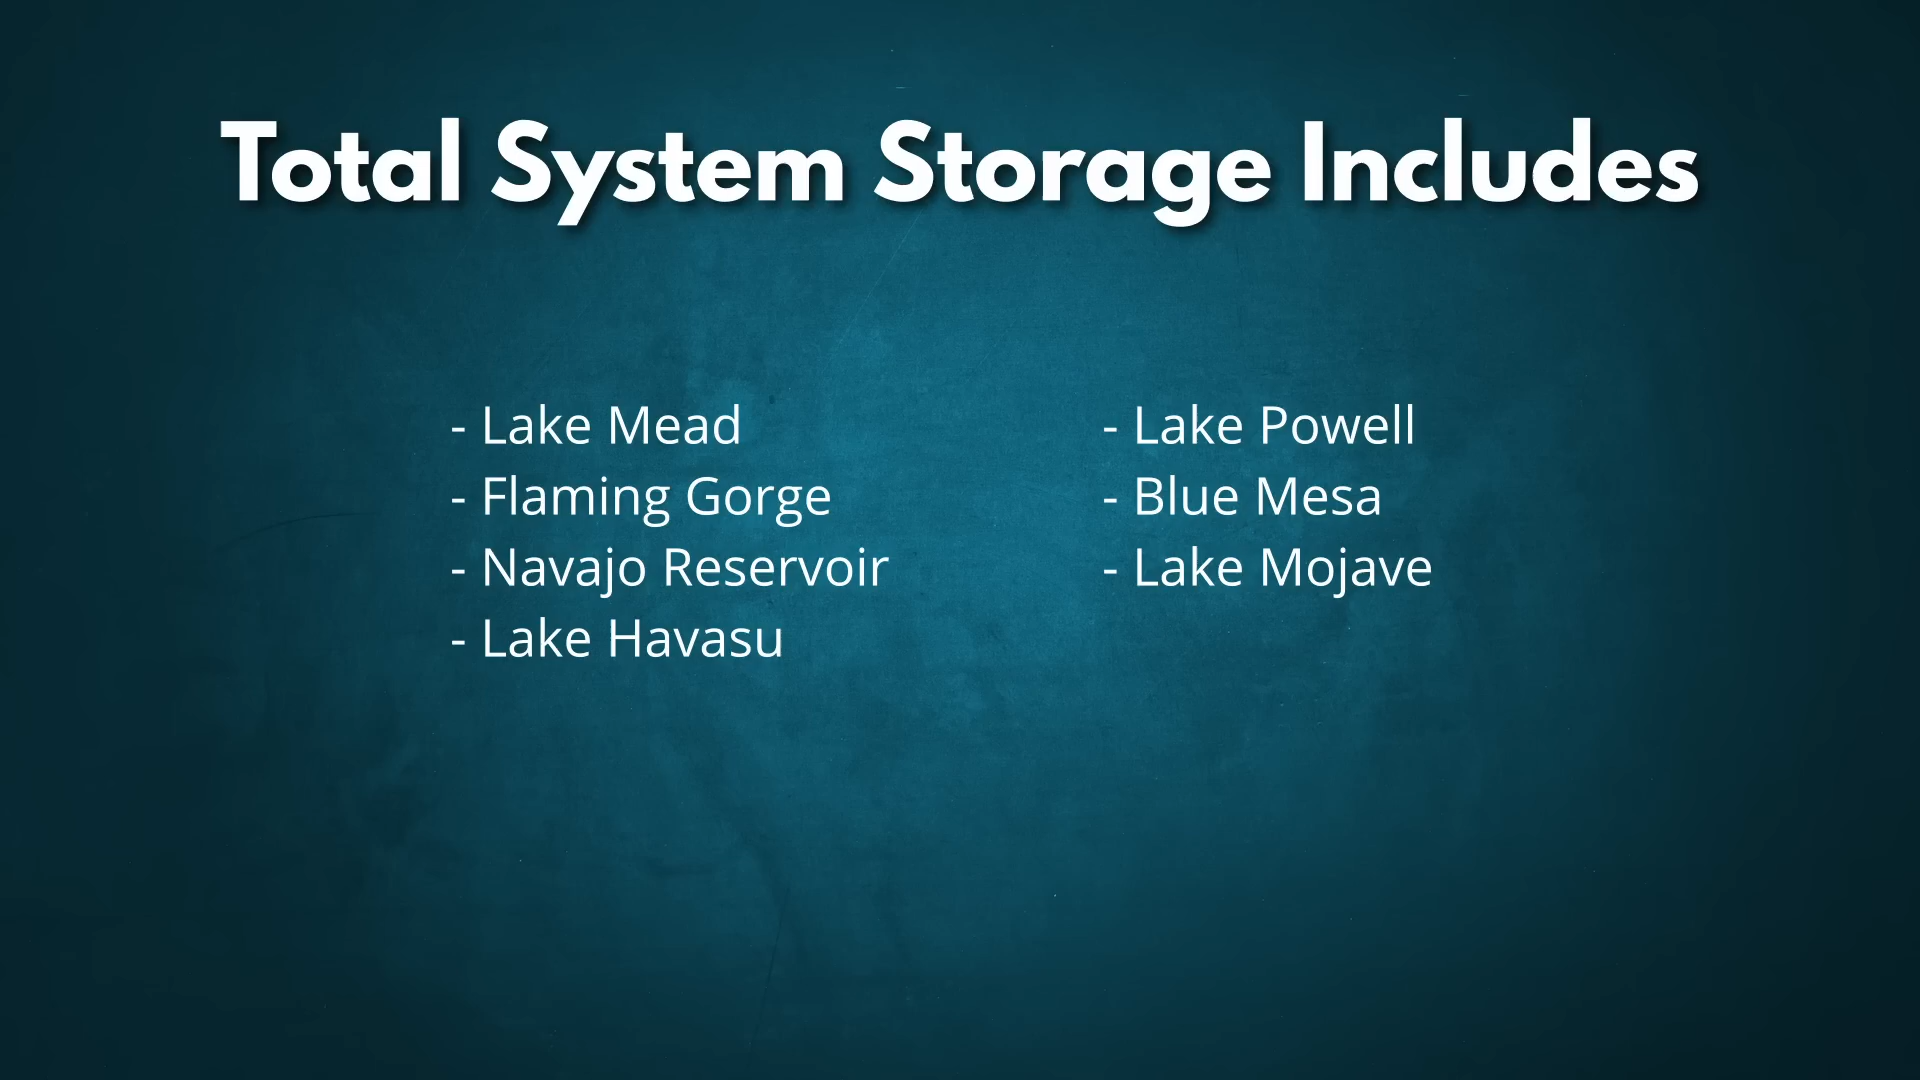 Total System Storage Includes
- Lake Mead
- Flaming Gorge
- Navajo Reservoir
- Lake Havasu
- Lake Powell
- Blue Mesa
- Lake Mojave